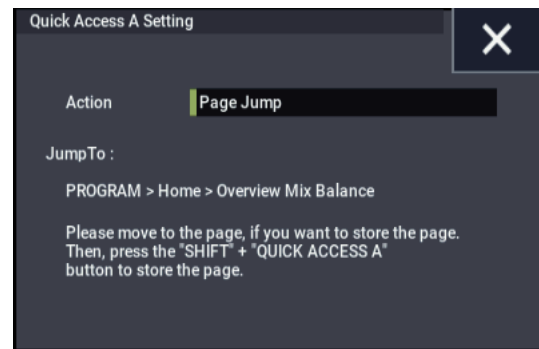 Quick Access A Setting
Action
Page Jump
JumpTo :
PROGRAM > Home > Overview Mix Balance
Please move to the page, if you want to store the page.
Then, press the "SHIFT" + "QUICK ACCESS A"
button to store the page.